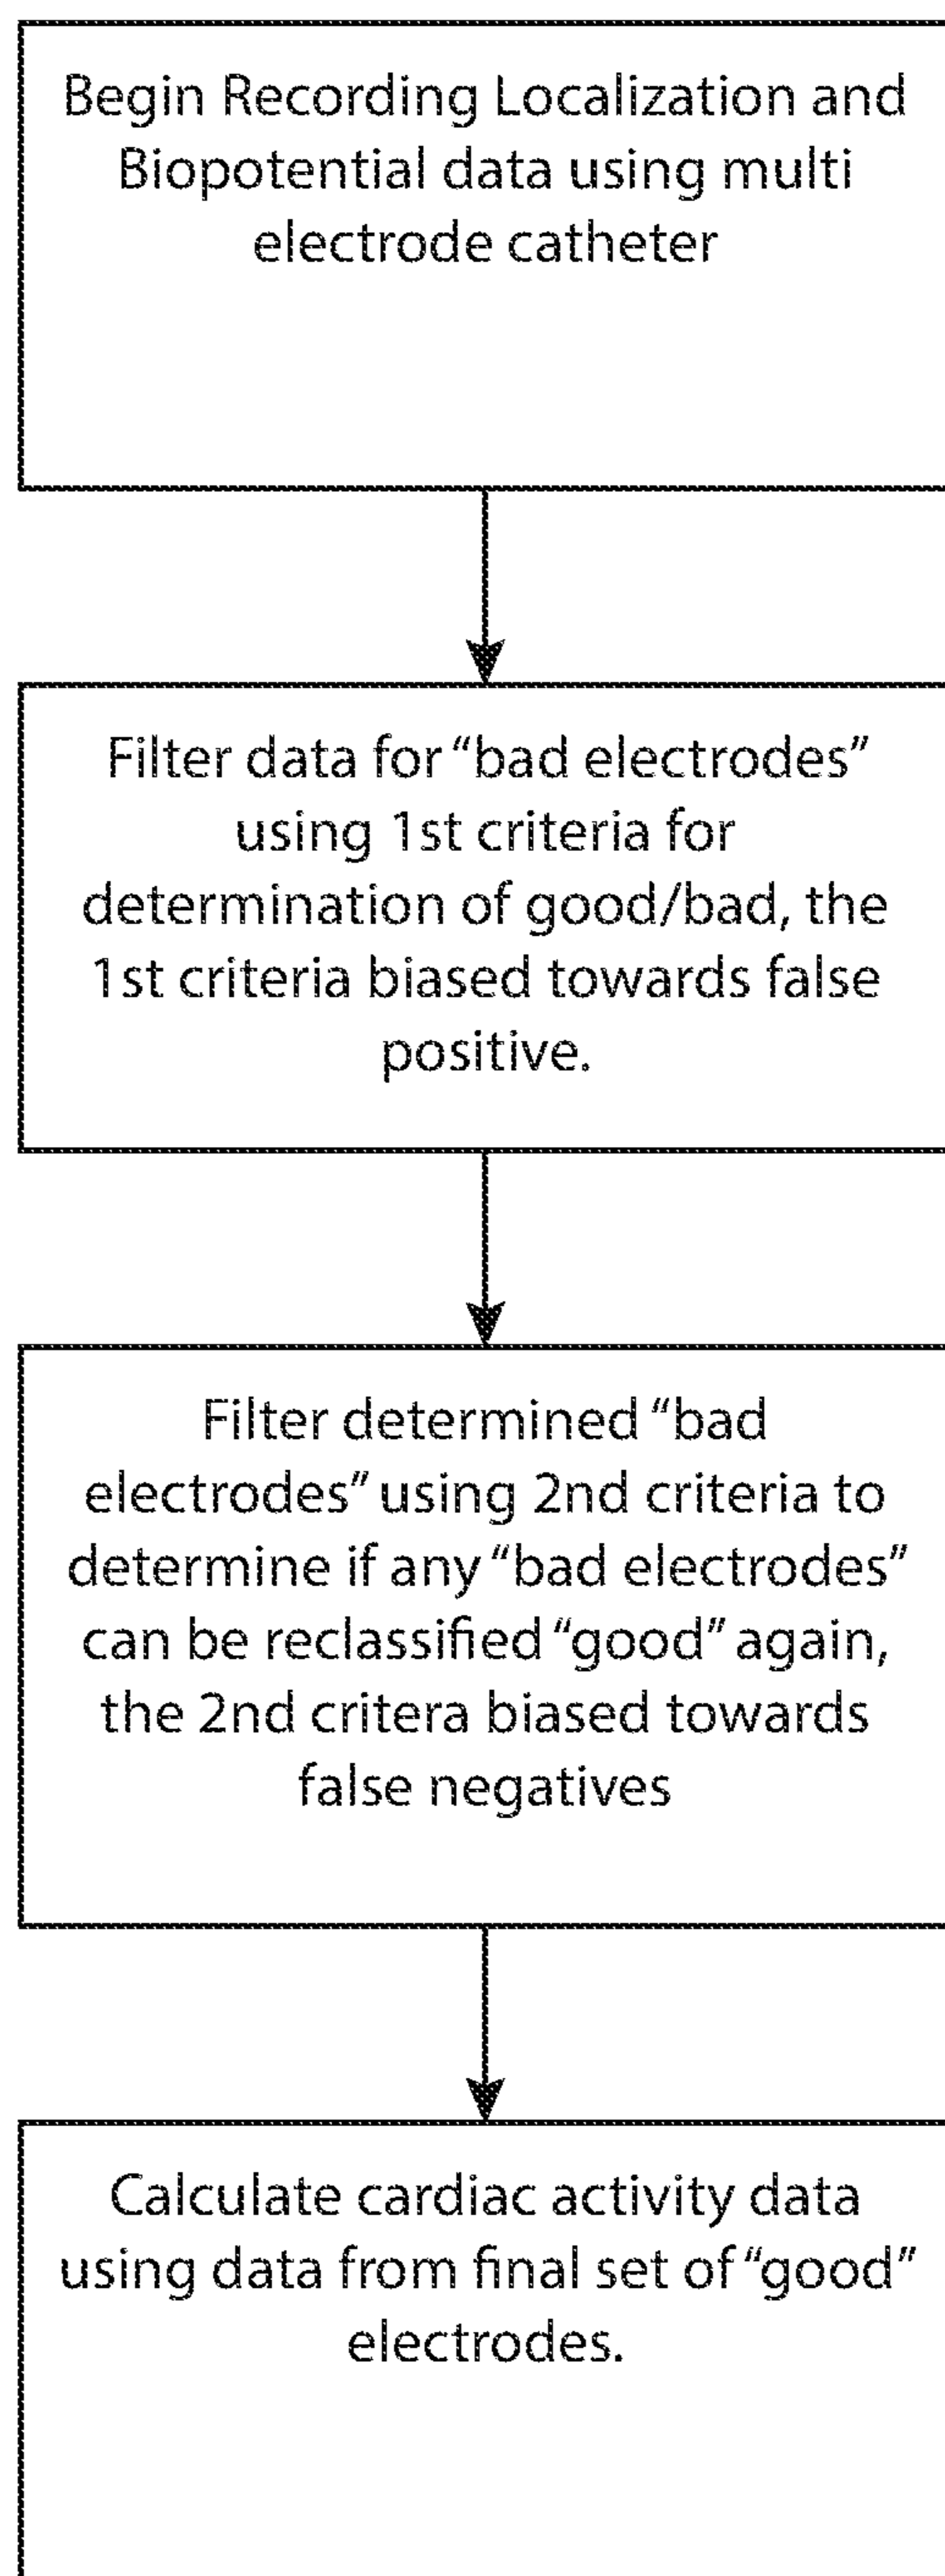 Begin Recording Localization and
Biopotential data using multi
electrode catheter
Filter data for “bad electrodes”
using 1st criteria for
determination of good/bad, the
1st criteria biased towards false
positive.
Filter determined “bad
electrodes” using 2nd criteria to
determine if any “bad electrodes”
can be reclassified “good” again,
the 2nd critera biased towards
false negatives
Calculate cardiac activity data
using data from final set of “good”
electrodes.